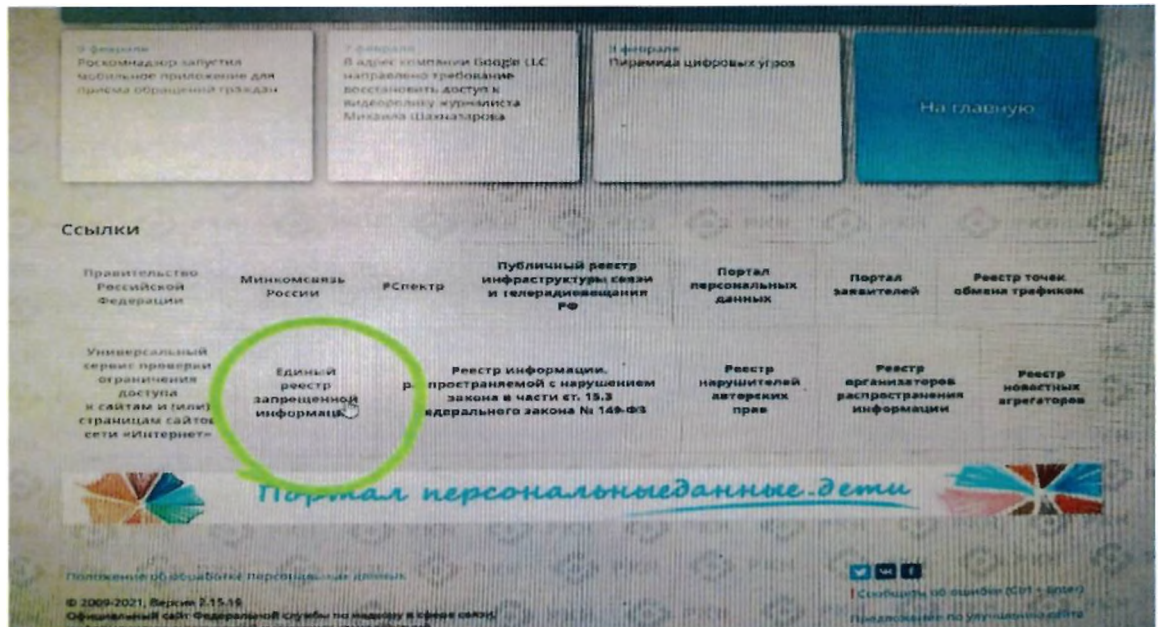 9 февраля
Роскомнадзор запустил
мобильное приложение для
приема обращений граждан
7 февраля
В адрес компании Google LLC
направлено требование
восстановить доступ к
видеоролику журналиста
Михаила Шахназарова
3 февраля
Пирамида цифровых угроз
На главную
Ссылки
Правительство
Российской
Федерации
Минкомсвязь
России
РСпектр
Публичный реестр
инфраструктуры связи
и телерадиовещания
РФ
Портал
персональных
данных
Портал
заявителей
Реестр точек
обмена трафиком
Универсальный
сервис проверки
ограничения
доступа
к сайтам и (или)
страницам сайтов
сети «Интернет»
Единый
реестр
запрещенной
информации
Реестр информации,
распространяемой с нарушением
закона в части ст. 15.3
Федерального закона № 149-ФЗ
Реестр
нарушителей
авторских
прав
Реестр
организаторов
распространения
информации
Реестр
новостных
агрегаторов
Портал персональныеданные.дети
Положение об обработке персональных данных
© 2009-2021, Версия 2.15.19
Официальный сайт Федеральной службы по надзору в сфере связи,
Сообщить об ошибке (Ctrl + Enter)
Предложение по улучшению сайта